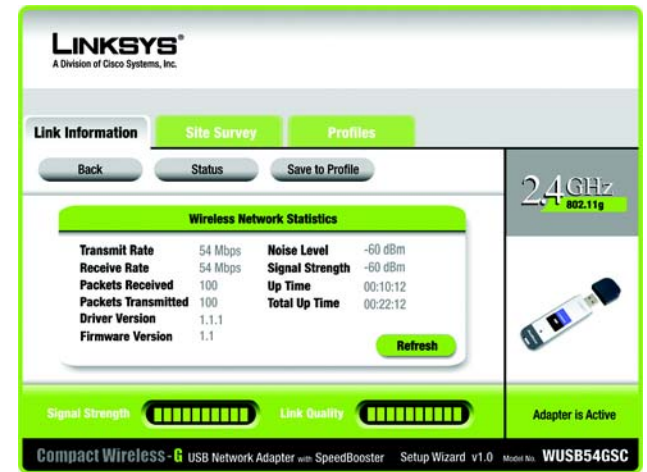 LINKSYS®
A Division of Cisco Systems, Inc.
Link Information Site Survey Profiles
Back Status Save to Profile
2.4GHz
802.11g
Wireless Network Statistics
Transmit Rate 54 Mbps Noise Level -60 dBm
Receive Rate 54 Mbps Signal Strength -60 dBm
Packets Received 100 Up Time 00:10:12
Packets Transmitted 100 Total Up Time 00:22:12
Driver Version 1.1.1
Firmware Version 1.1
Refresh
Signal Strength Link Quality Adapter is Active
Compact Wireless-G USB Network Adapter with SpeedBooster Setup Wizard v1.0 Model No. WUSB54GSC